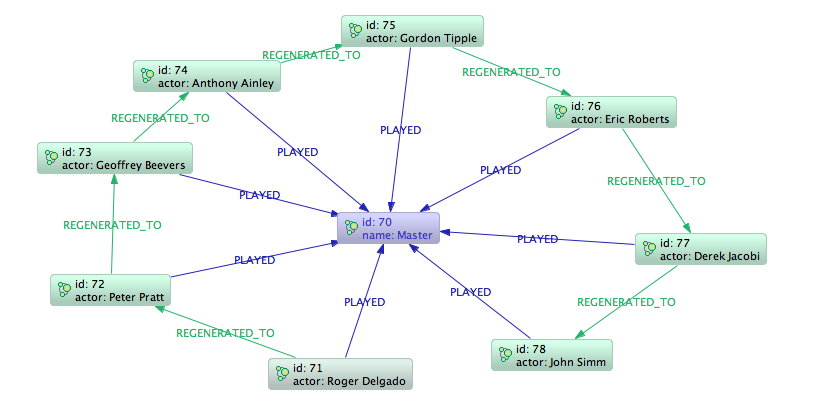 id: 75
actor: Gordon Tipple
REGENERATED_TO
id: 74
actor: Anthony Ainley
REGENERATED_TO
id: 76
actor: Eric Roberts
REGENERATED_TO
PLAYED
id: 73
actor: Geoffrey Beevers
PLAYED
PLAYED
REGENERATED_TO
PLAYED
REGENERATED_TO
id: 70
name: Master
PLAYED
id: 77
actor: Derek Jacobi
PLAYED
id: 72
actor: Peter Pratt
PLAYED
PLAYED
REGENERATED_TO
REGENERATED_TO
id: 78
actor: John Simm
id: 71
actor: Roger Delgado